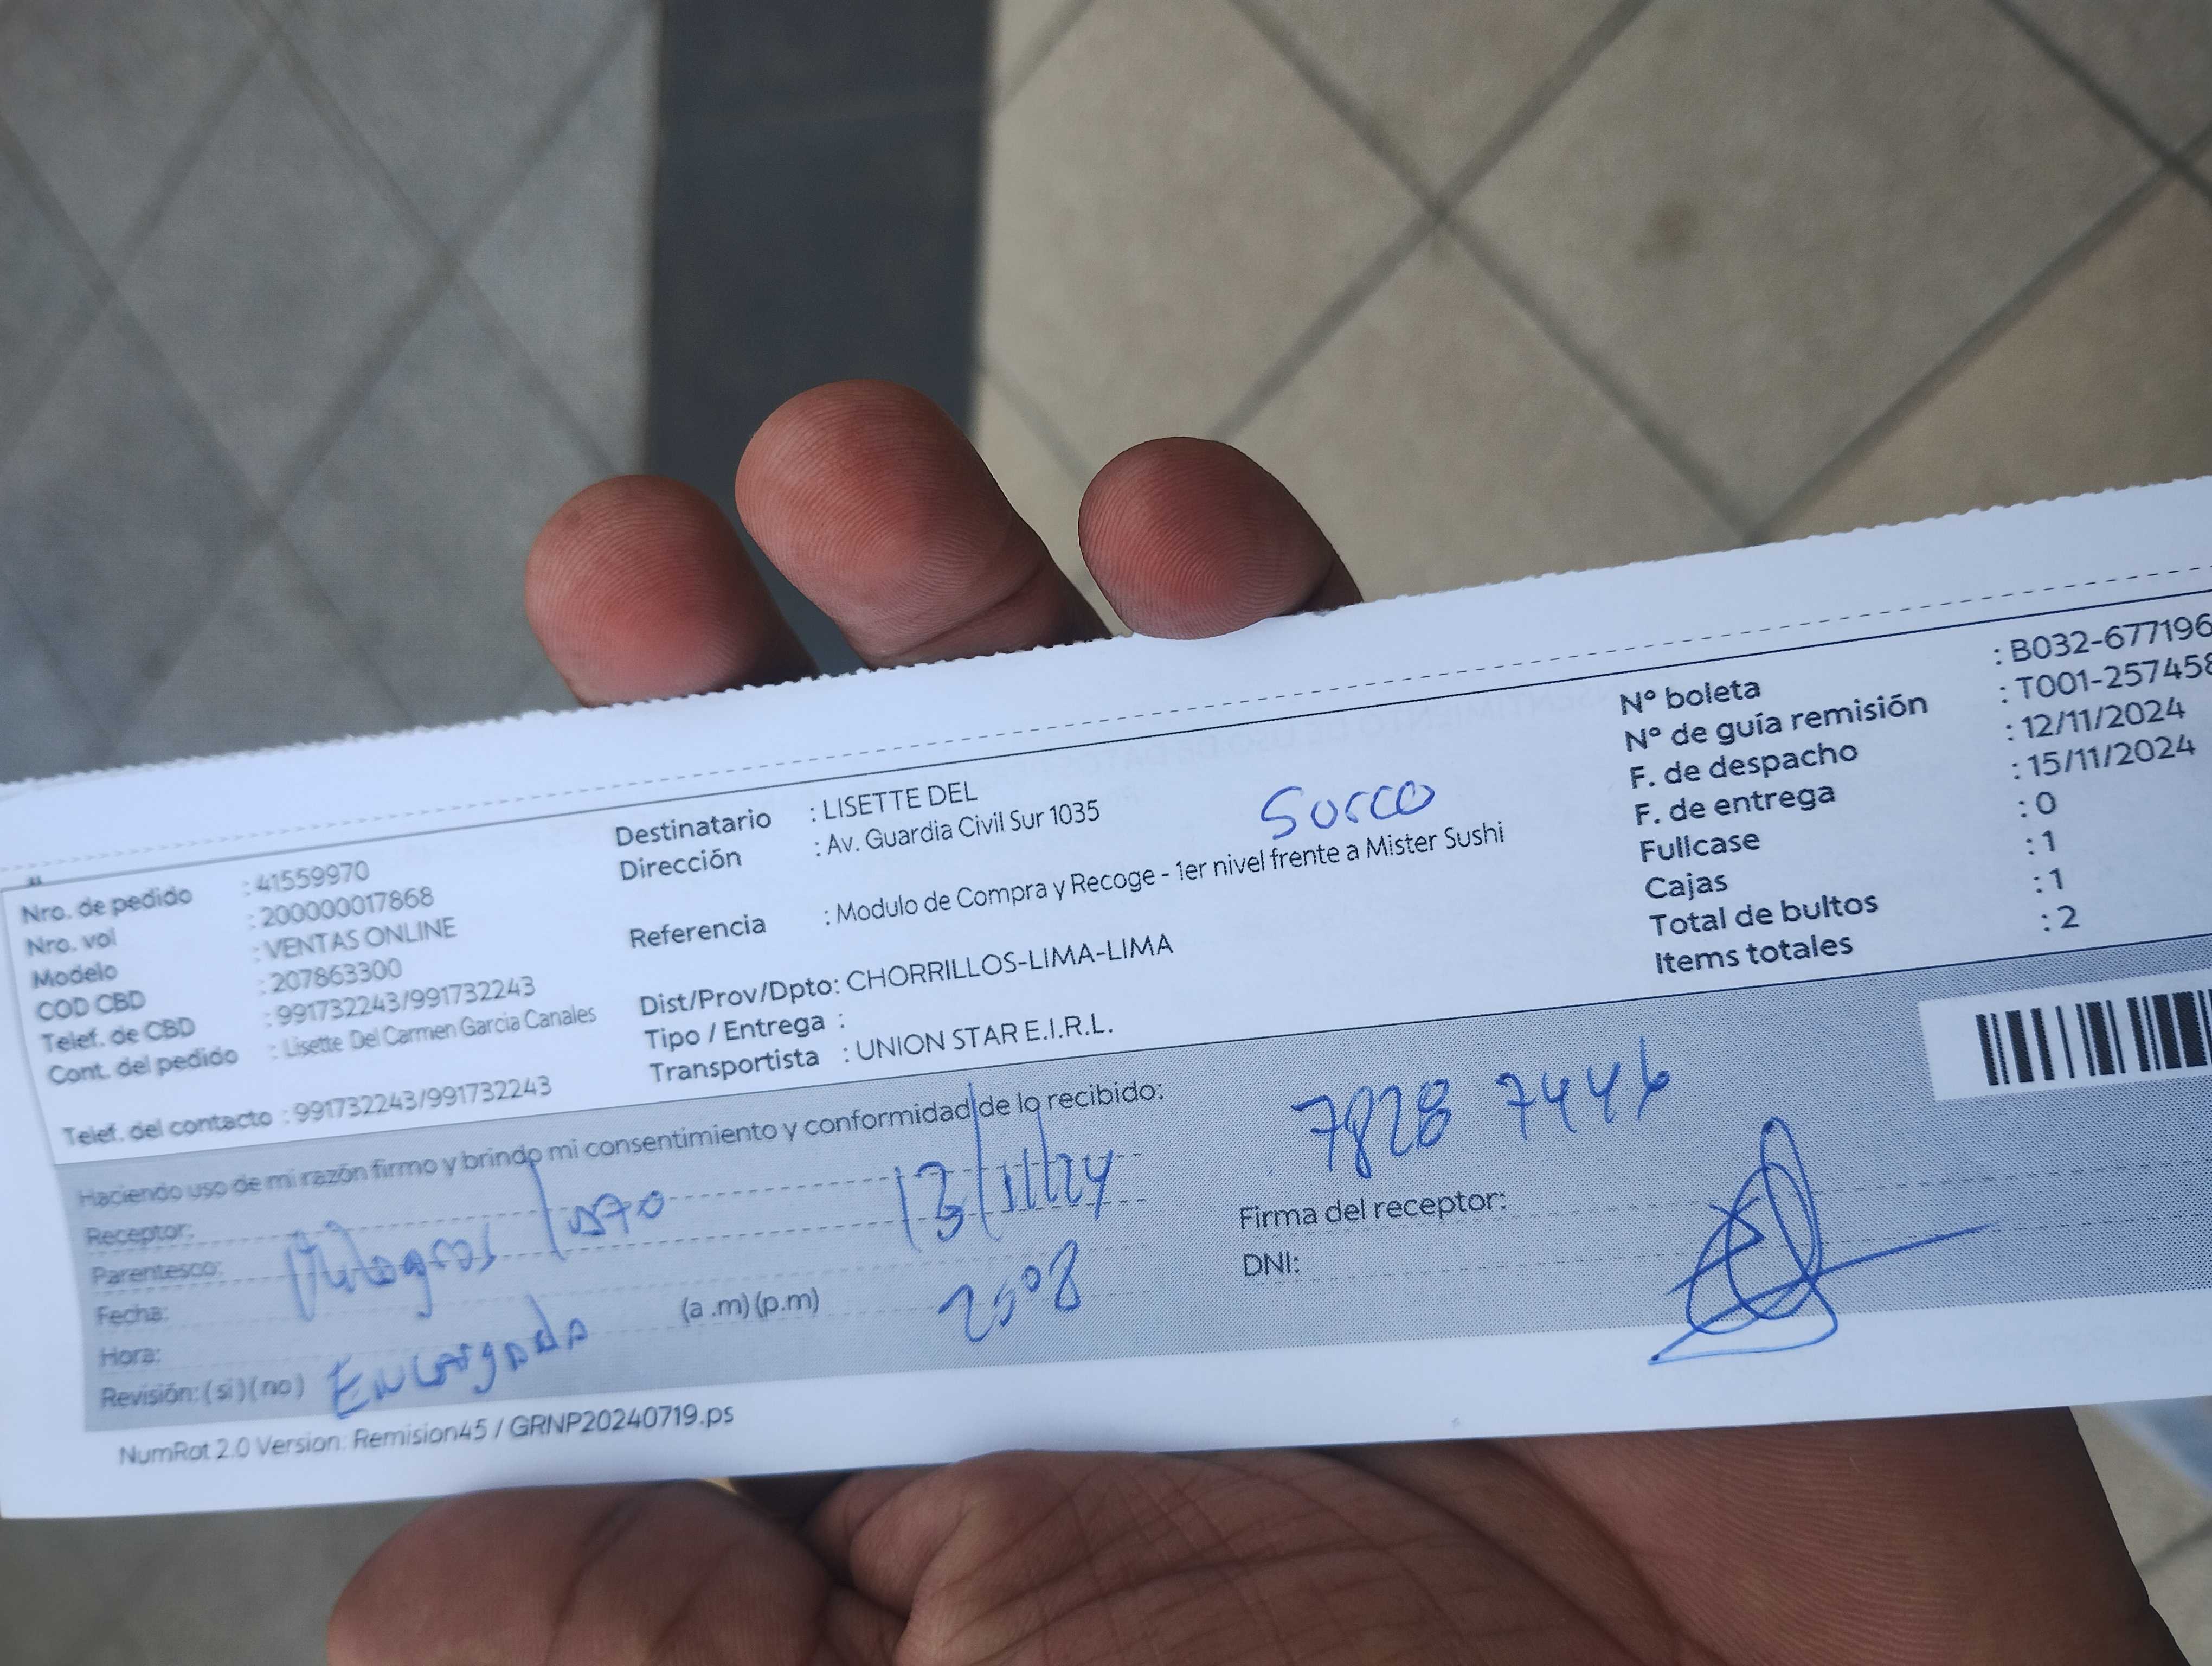 Nro. de pedido : 41559970
Nro. vol : 200000017868
Modelo : VENTAS ONLINE
COD CBD : 207863300
Telef. de CBD : 991732243/991732243
Cont. del pedido : Lisette Del Carmen Garcia Canales
Telef. del contacto : 991732243/991732243
Destinatario : LISETTE DEL
Dirección : Av. Guardia Civil Sur 1035
Surco
Referencia : Modulo de Compra y Recoge - 1er nivel frente a Mister Sushi
Dist/Prov/Dpto: CHORRILLOS-LIMA-LIMA
Tipo / Entrega :
Transportista : UNION STAR E.I.R.L.
N° boleta : B032-677196
N° de guía remisión : T001-257458
F. de despacho : 12/11/2024
F. de entrega : 15/11/2024
Fullcase : 0
Cajas : 1
Total de bultos : 1
Items totales : 2
Haciendo uso de mi razón firmo y brindo mi consentimiento y conformidad de lo recibido:
Receptor:
Parentesco: Milagros
Fecha: 13/11/24
Hora: (a .m) (p.m)
Revisión: ( si ) ( no ) Encargada
7828 7446
Firma del receptor:
DNI:
NumRot 2.0 Version: Remision45 / GRNP20240719.ps